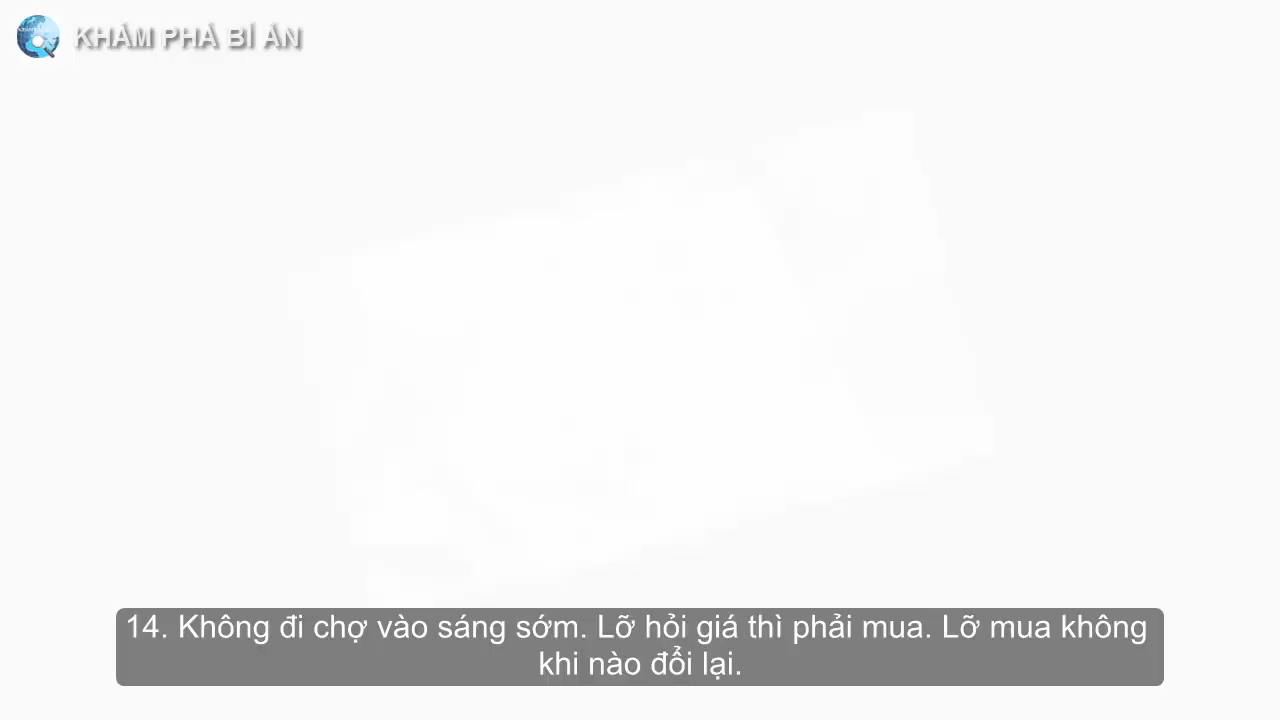 KHÁM PHÁ BÍ ẨN
14. Không đi chợ vào sáng sớm. Lỡ hỏi giá thì phải mua. Lỡ mua không
khi nào đổi lại.